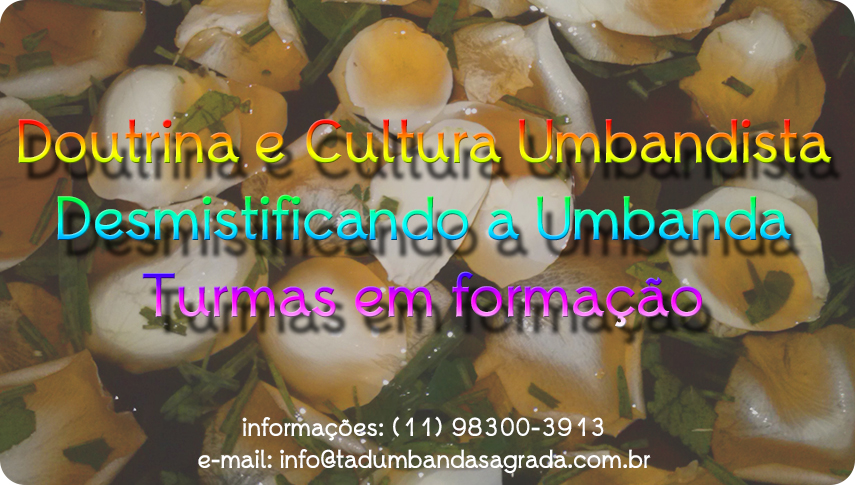 Doutrina e Cultura Umbandista
Desmistificando a Umbanda
Turmas em formação
informações: (11) 98300-3913
e-mail: info@tadumbandasagrada.com.br